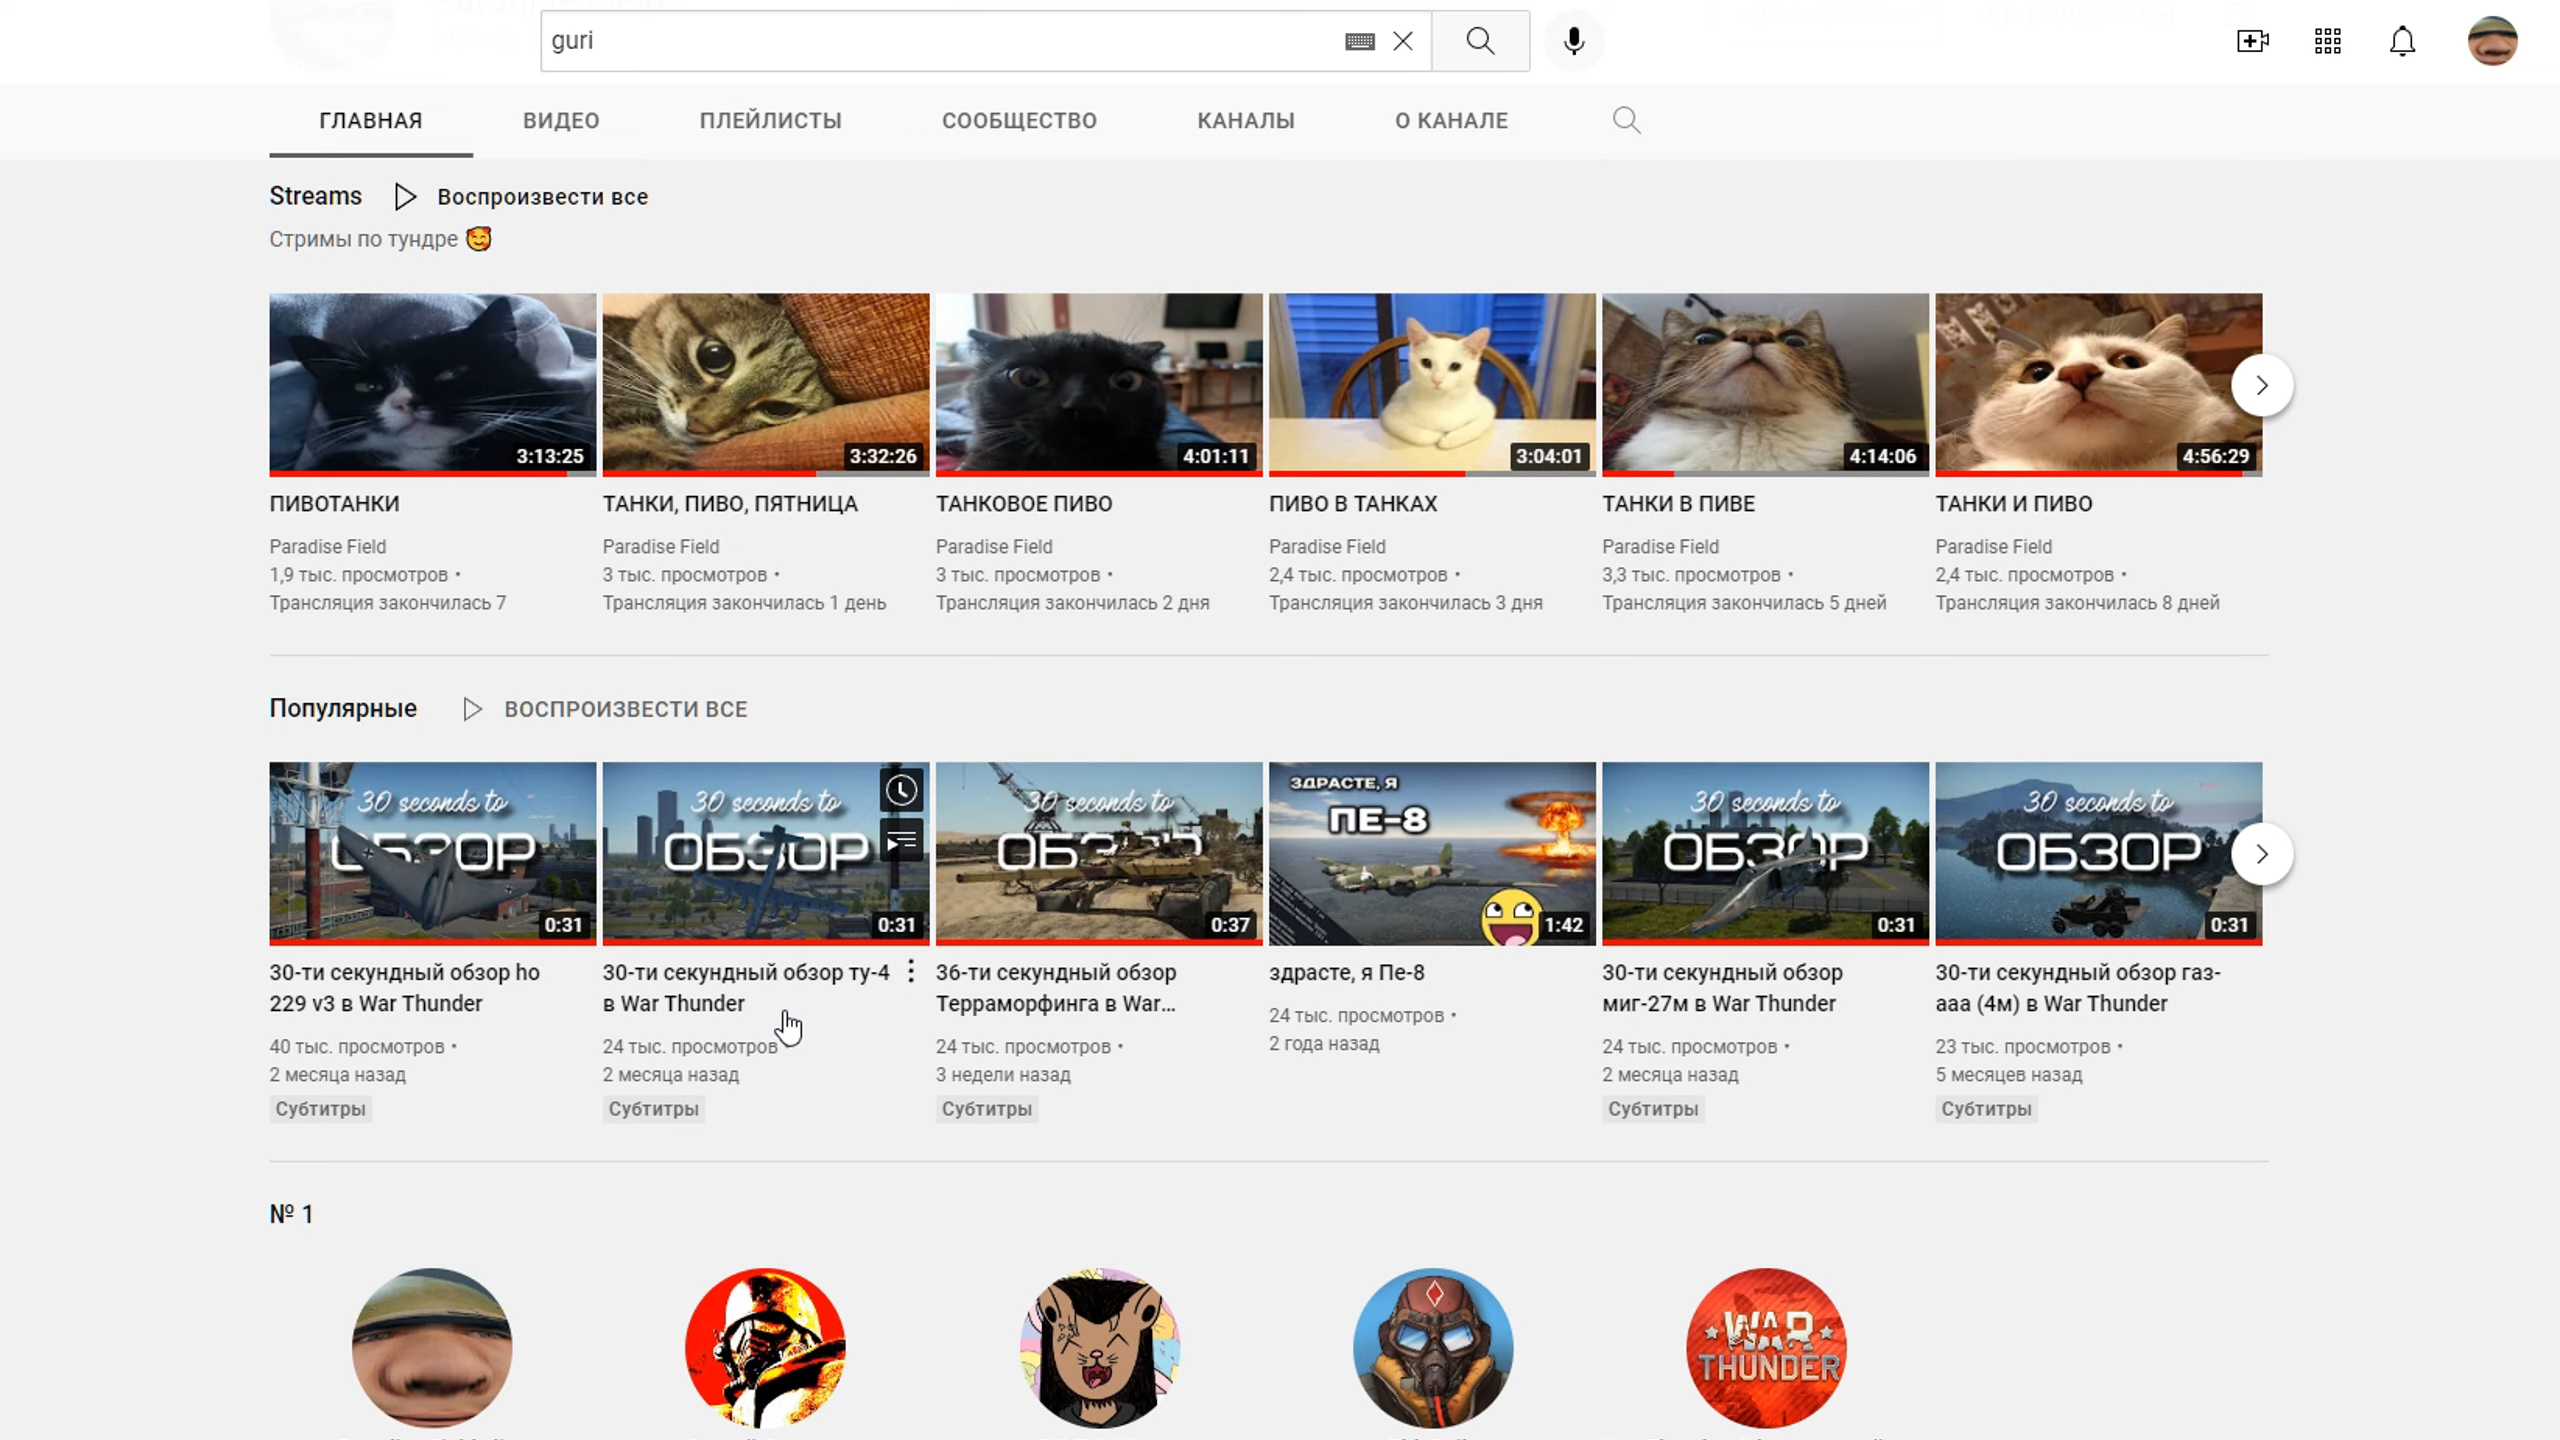 guri
ГЛАВНАЯ ВИДЕО ПЛЕЙЛИСТЫ СООБЩЕСТВО КАНАЛЫ О КАНАЛЕ
Streams Воспроизвести все
Стримы по тундре 🥰
3:13:25 3:32:26 4:01:11 3:04:01 4:14:06 4:56:29
ПИВОТАНКИ ТАНКИ, ПИВО, ПЯТНИЦА ТАНКОВОЕ ПИВО ПИВО В ТАНКАХ ТАНКИ В ПИВЕ ТАНКИ И ПИВО
Paradise Field Paradise Field Paradise Field Paradise Field Paradise Field Paradise Field
1,9 тыс. просмотров • 3 тыс. просмотров • 3 тыс. просмотров • 2,4 тыс. просмотров • 3,3 тыс. просмотров • 2,4 тыс. просмотров •
Трансляция закончилась 7 Трансляция закончилась 1 день Трансляция закончилась 2 дня Трансляция закончилась 3 дня Трансляция закончилась 5 дней Трансляция закончилась 8 дней
Популярные ВОСПРОИЗВЕСТИ ВСЕ
30 seconds to 30 seconds to 30 seconds to ЗДРАСТЕ, Я 30 seconds to 30 seconds to
ОБЗОР ОБЗОР ОБЗОР ПЕ-8 ОБЗОР ОБЗОР
0:31 0:31 0:37 1:42 0:31 0:31
30-ти секундный обзор ho 30-ти секундный обзор ту-4 36-ти секундный обзор здрасте, я Пе-8 30-ти секундный обзор 30-ти секундный обзор газ-
229 v3 в War Thunder в War Thunder Терраморфинга в War... миг-27м в War Thunder ааа (4м) в War Thunder
24 тыс. просмотров •
2 года назад
40 тыс. просмотров • 24 тыс. просмотров 24 тыс. просмотров • 24 тыс. просмотров • 23 тыс. просмотров •
2 месяца назад 2 месяца назад 3 недели назад 2 месяца назад 5 месяцев назад
Субтитры Субтитры Субтитры Субтитры Субтитры
№ 1
WAR
THUNDER